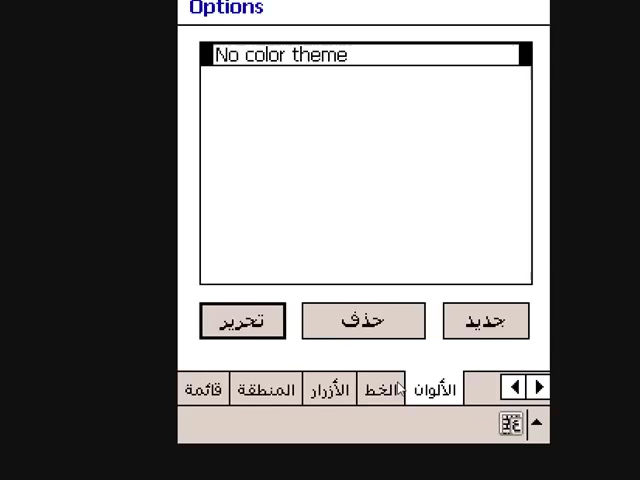 Options
No color theme
تحرير حذف جديد
قائمة المنطقة الأزرار الخط الألوان